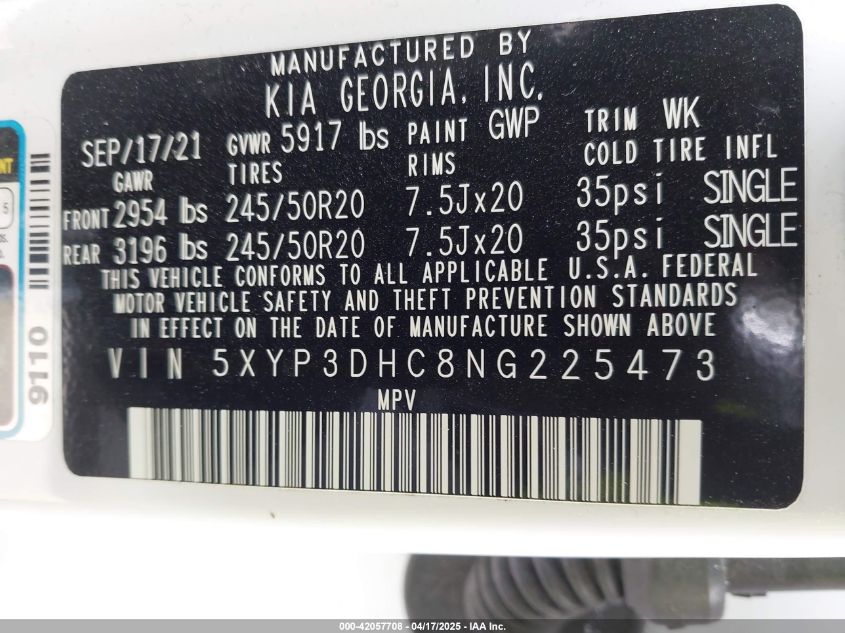 MANUFACTURED BY
KIA GEORGIA, INC.
SEP/17/21 GVWR 5917 lbs PAINT GWP TRIM WK
GAWR TIRES RIMS COLD TIRE INFL
FRONT 2954 lbs 245/50R20 7.5Jx20 35psi SINGLE
REAR 3196 lbs 245/50R20 7.5Jx20 35psi SINGLE
THIS VEHICLE CONFORMS TO ALL APPLICABLE U.S.A. FEDERAL
MOTOR VEHICLE SAFETY AND THEFT PREVENTION STANDARDS
IN EFFECT ON THE DATE OF MANUFACTURE SHOWN ABOVE
VIN 5XYP3DHC8NG225473
MPV
9110
5
000-42057708 - 04/17/2025 - IAA Inc.